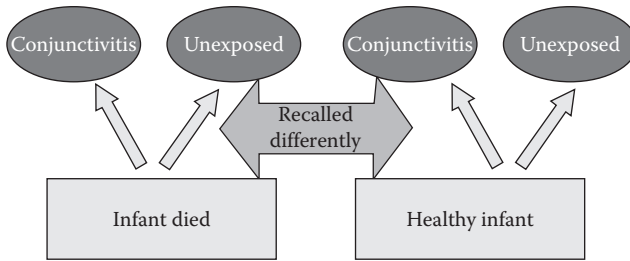 Conjunctivitis
Unexposed
Conjunctivitis
Unexposed
Recalled
differently
Infant died
Healthy infant